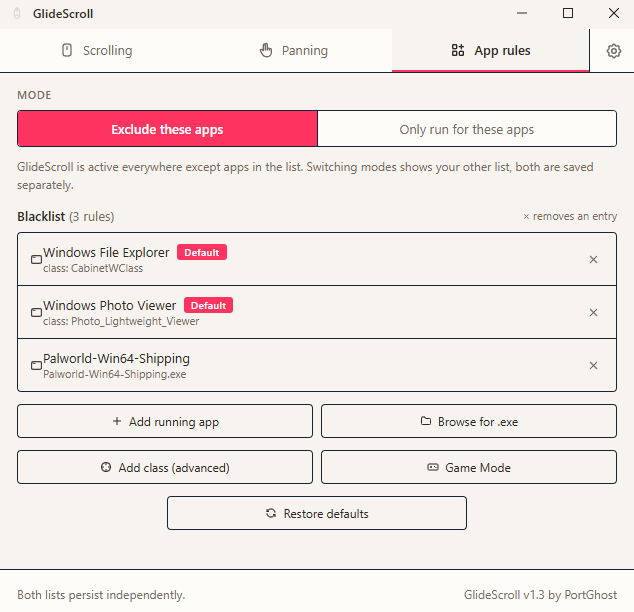 GlideScroll
Scrolling
Panning
App rules
MODE
Exclude these apps
Only run for these apps
GlideScroll is active everywhere except apps in the list. Switching modes shows your other list, both are saved
separately.
Blacklist (3 rules)
× removes an entry
Windows File Explorer Default
class: CabinetWClass
Windows Photo Viewer Default
class: Photo_Lightweight_Viewer
Palworld-Win64-Shipping
Palworld-Win64-Shipping.exe
+ Add running app
Browse for .exe
Add class (advanced)
Game Mode
Restore defaults
Both lists persist independently.
GlideScroll v1.3 by PortGhost